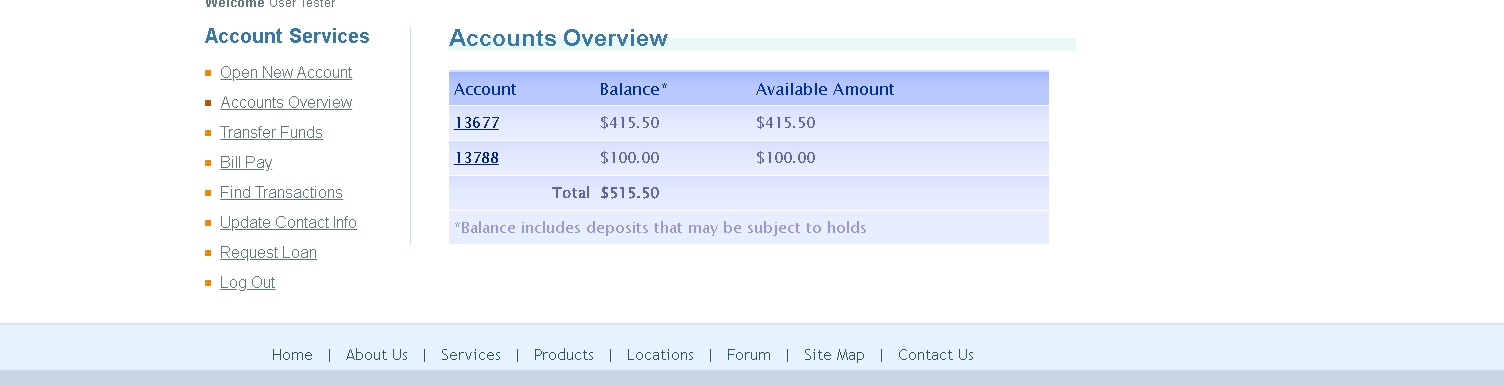 Welcome User Tester
Account Services
Open New Account
Accounts Overview
Transfer Funds
Bill Pay
Find Transactions
Update Contact Info
Request Loan
Log Out
Accounts Overview
Account Balance* Available Amount
13677 $415.50 $415.50
13788 $100.00 $100.00
Total $515.50
*Balance includes deposits that may be subject to holds
Home | About Us | Services | Products | Locations | Forum | Site Map | Contact Us